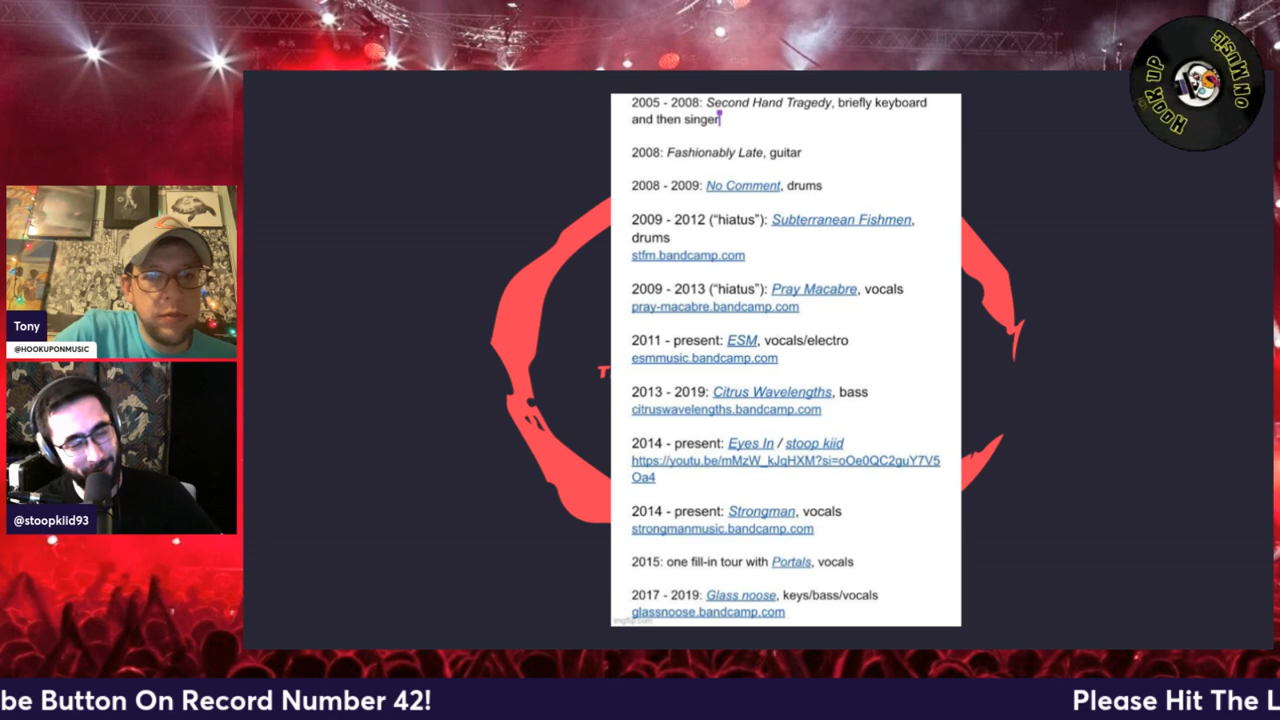 HOOK UP
ON MUSIC
2005 - 2008: Second Hand Tragedy, briefly keyboard
and then singer
2008: Fashionably Late, guitar
2008 - 2009: No Comment, drums
2009 - 2012 (“hiatus”): Subterranean Fishmen,
drums
stfm.bandcamp.com
2009 - 2013 (“hiatus”): Pray Macabre, vocals
pray-macabre.bandcamp.com
2011 - present: ESM, vocals/electro
esmmusic.bandcamp.com
2013 - 2019: Citrus Wavelengths, bass
citruswavelengths.bandcamp.com
2014 - present: Eyes In / stoop kiid
https://youtu.be/mMzW_kJqHXM?si=oOe0QC2guY7V5
Oa4
2014 - present: Strongman, vocals
strongmanmusic.bandcamp.com
2015: one fill-in tour with Portals, vocals
2017 - 2019: Glass noose, keys/bass/vocals
glassnoose.bandcamp.com
Tony
@HOOKUPONMUSIC
@stoopkiid93
be Button On Record Number 42!
Please Hit The L